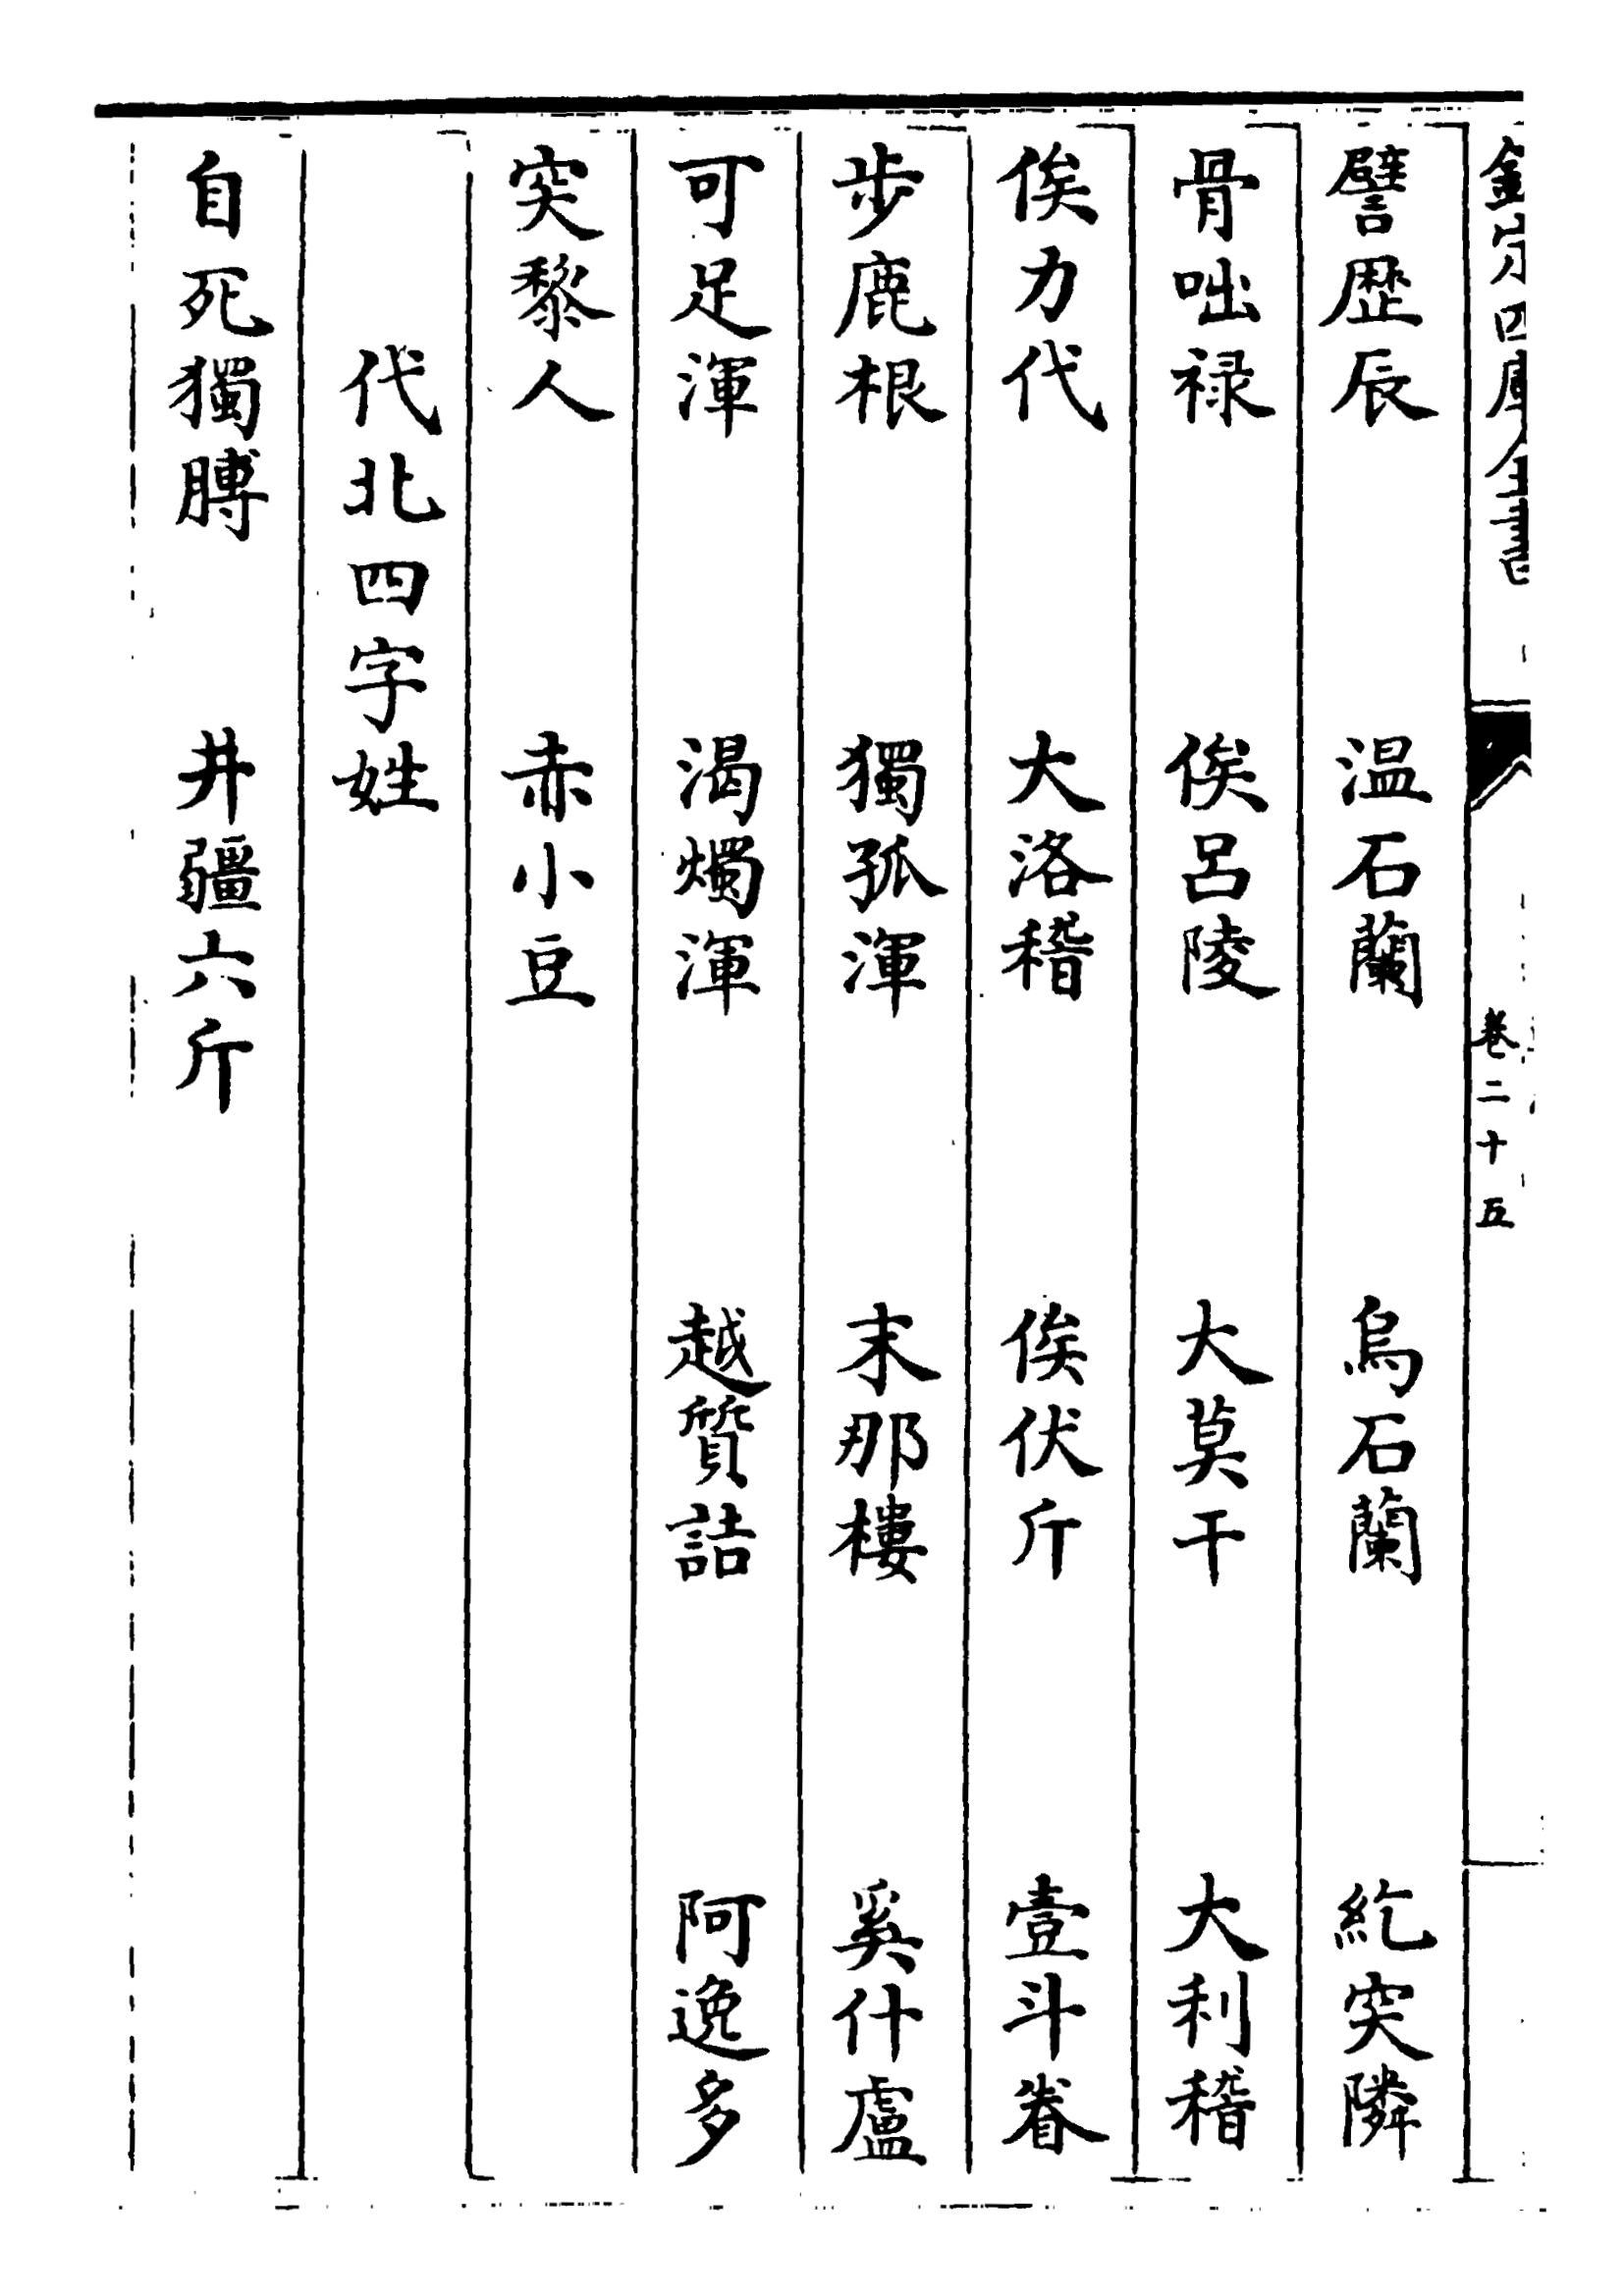 欽定四庫全書
卷二十五
譬歷辰　温石蘭　烏石蘭　紇突隣
骨咄禄　俟呂陵　大莫干　大利稽
俟力代　大洛稽　俟伏斤　壹斗眷
步鹿根　獨孤渾　末那樓　奚什盧
可足渾　渴燭渾　越質詰　阿逸多
突黎人　赤小豆
代北四字姓
自死獨膊　井疆六斤